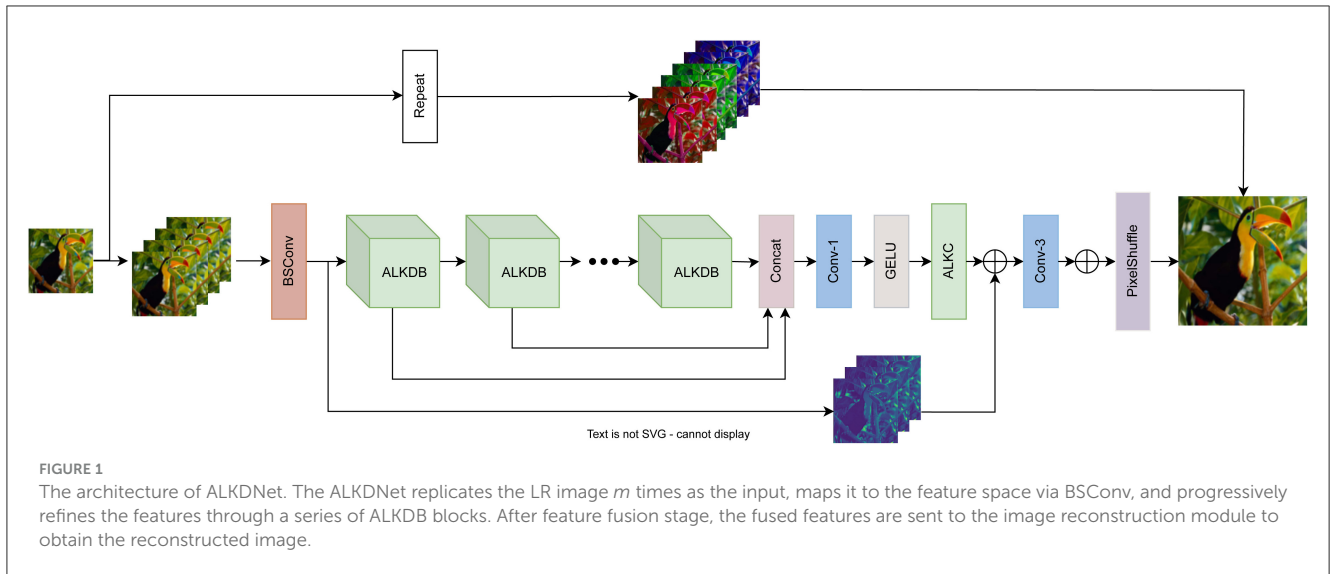 Repeat
BSConv
ALKDB
ALKDB
ALKDB
Concat
Conv-1
GELU
ALKC
Conv-3
PixelShuffle
Text is not SVG - cannot display
FIGURE 1
The architecture of ALKDNet. The ALKDNet replicates the LR image m times as the input, maps it to the feature space via BSConv, and progressively
refines the features through a series of ALKDB blocks. After feature fusion stage, the fused features are sent to the image reconstruction module to
obtain the reconstructed image.